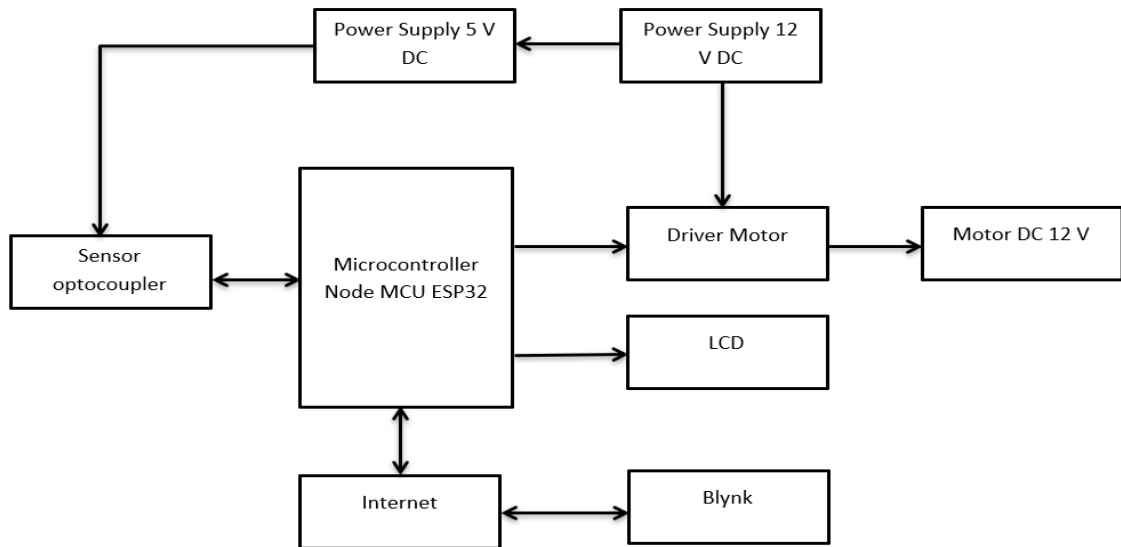 Power Supply 5 V
DC
Power Supply 12
V DC
Sensor
optocoupler
Microcontroller
Node MCU ESP32
Driver Motor
Motor DC 12 V
LCD
Internet
Blynk